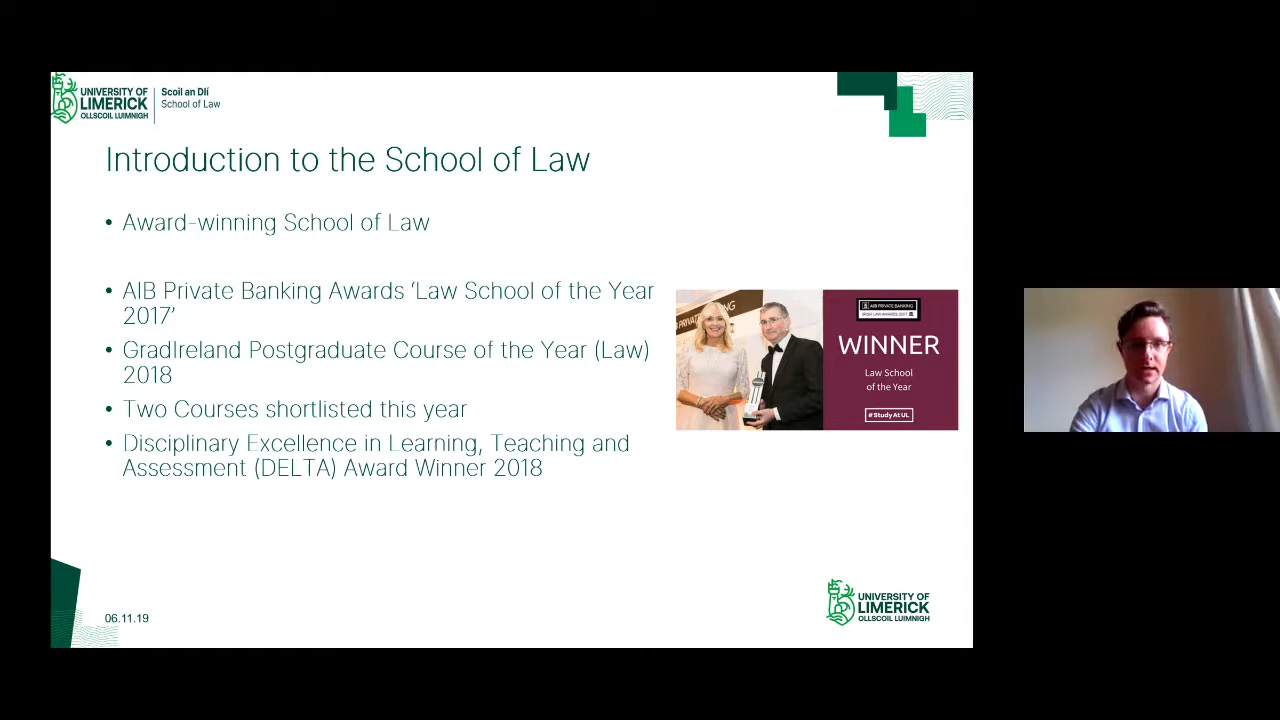 UNIVERSITY OF
LIMERICK
OLLSCOIL LUIMNIGH
Scoil an Dlí
School of Law
Introduction to the School of Law
• Award-winning School of Law
• AIB Private Banking Awards ‘Law School of the Year
2017’
• GradIreland Postgraduate Course of the Year (Law)
2018
• Two Courses shortlisted this year
• Disciplinary Excellence in Learning, Teaching and
Assessment (DELTA) Award Winner 2018
AIB PRIVATE BANKING
IRISH LAW AWARDS 2017
WINNER
Law School
of the Year
#StudyAtUL
06.11.19
UNIVERSITY OF
LIMERICK
OLLSCOIL LUIMNIGH